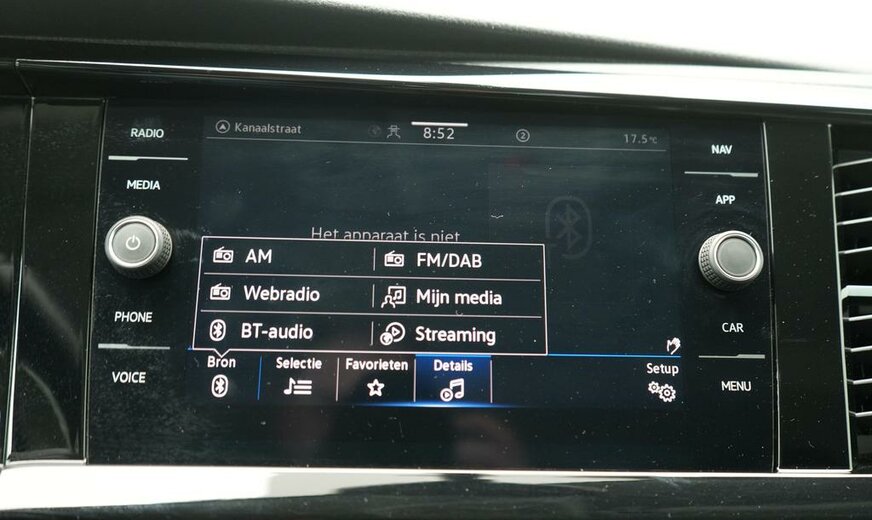 RADIO
MEDIA
PHONE
VOICE
Kanaalstraat
8:52
2
17.5°C
Het apparaat is niet
AM
FM/DAB
Webradio
Mijn media
BT-audio
Streaming
Bron
Selectie
Favorieten
Details
Setup
NAV
APP
CAR
MENU